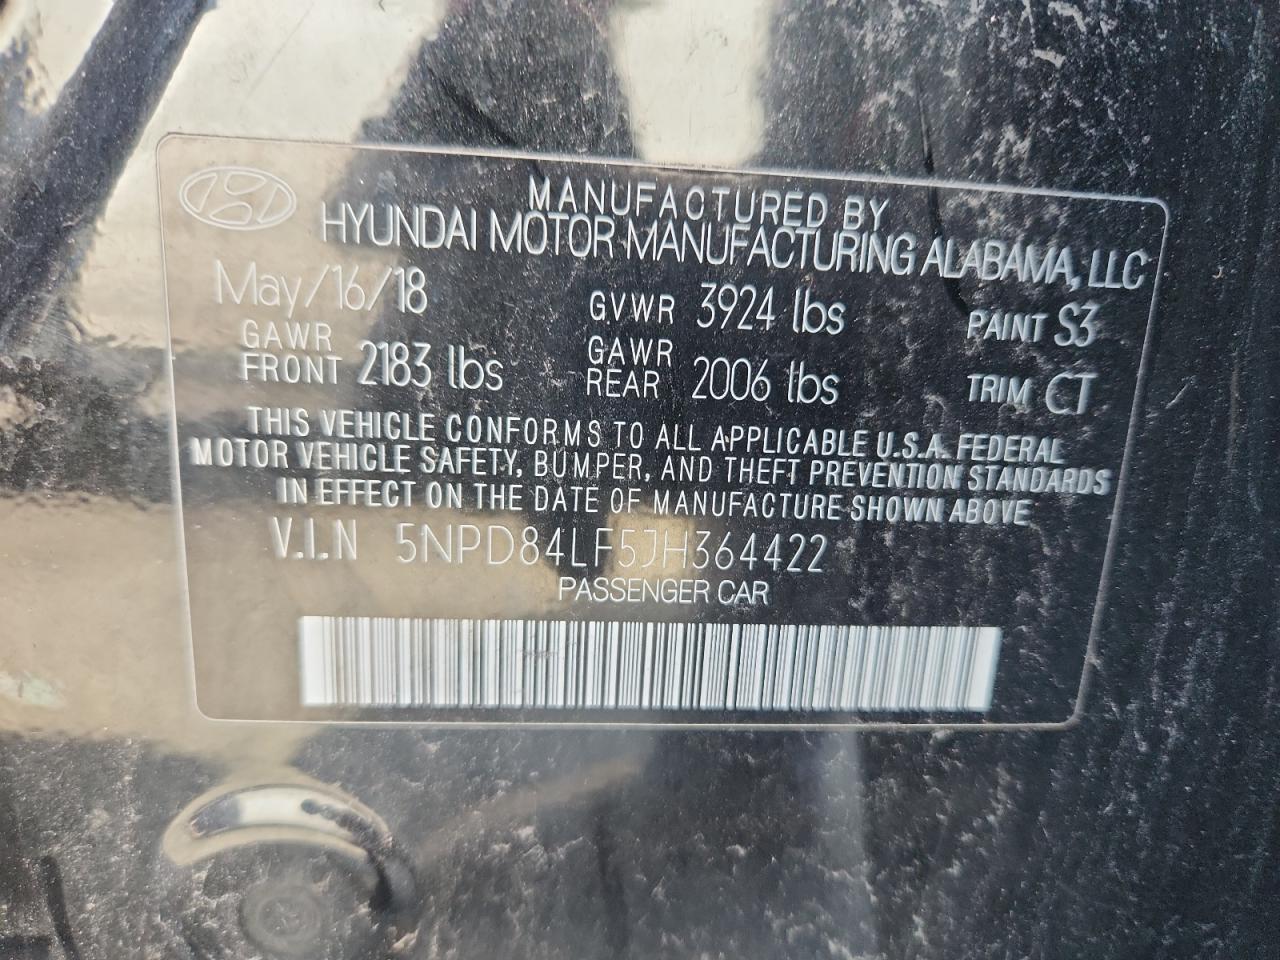 MANUFACTURED BY
HYUNDAI MOTOR MANUFACTURING ALABAMA, LLC
May/16/18 GVWR 3924 lbs PAINT S3
GAWR FRONT 2183 lbs GAWR REAR 2006 lbs TRIM CT
THIS VEHICLE CONFORMS TO ALL APPLICABLE U.S.A. FEDERAL
MOTOR VEHICLE SAFETY, BUMPER, AND THEFT PREVENTION STANDARDS
IN EFFECT ON THE DATE OF MANUFACTURE SHOWN ABOVE
V.I.N 5NPD84LF5JH364422
PASSENGER CAR